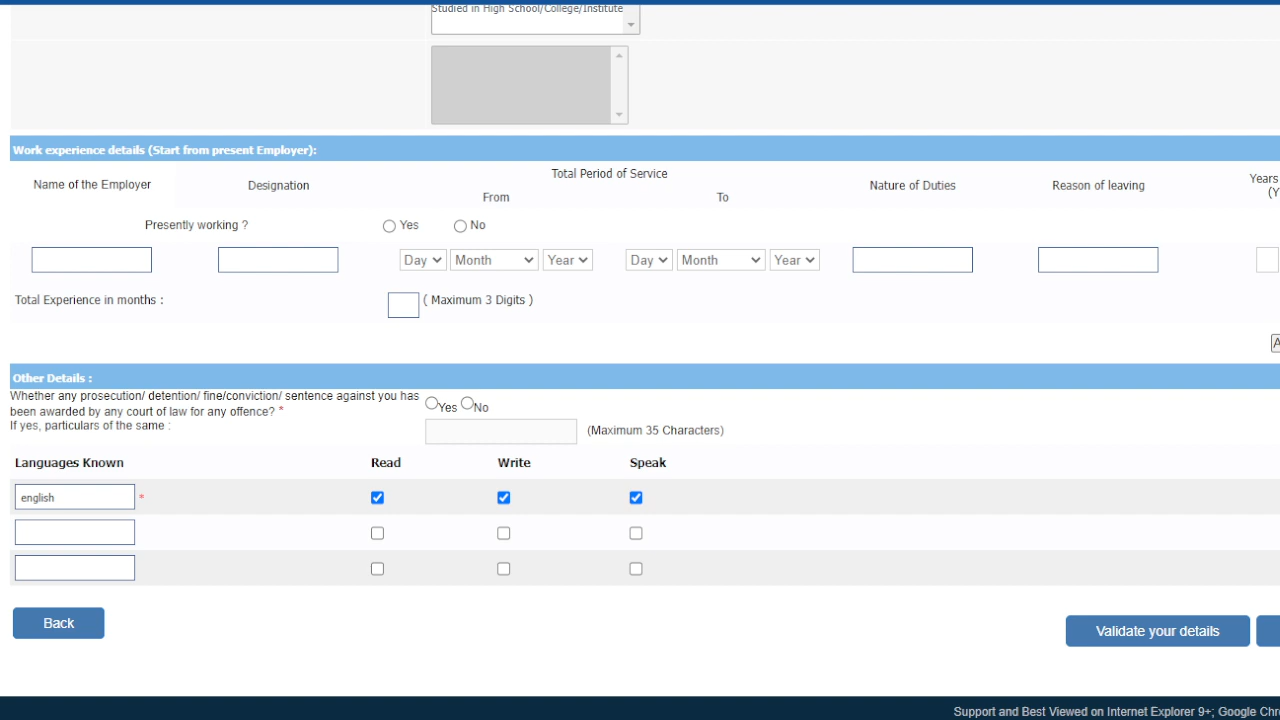 Studied in High School/College/Institute
Work experience details (Start from present Employer):
Name of the Employer
Designation
Total Period of Service
From
To
Nature of Duties
Reason of leaving
Years
(Y
Presently working ?
Yes
No
Day
Month
Year
Day
Month
Year
Total Experience in months :
( Maximum 3 Digits )
A
Other Details :
Whether any prosecution/ detention/ fine/conviction/ sentence against you has
been awarded by any court of law for any offence? *
Yes
No
If yes, particulars of the same :
(Maximum 35 Characters)
Languages Known
Read
Write
Speak
english
*
Back
Validate your details
Support and Best Viewed on Internet Explorer 9+; Google Chr